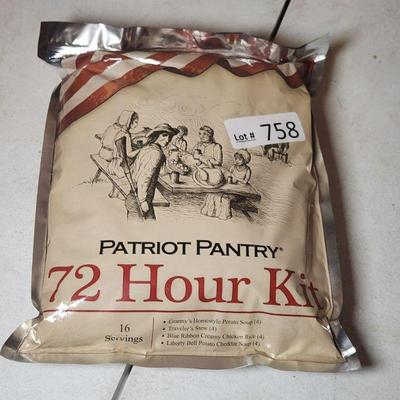 Lot # 758
PATRIOT PANTRY®
72 Hour Kit
16
Servings
• Granny's Homestyle Potato Soup (4)
• Traveler's Stew (4)
• Blue Ribbon Creamy Chicken Rice (4)
• Liberty Bell Potato Cheddar Soup (4)